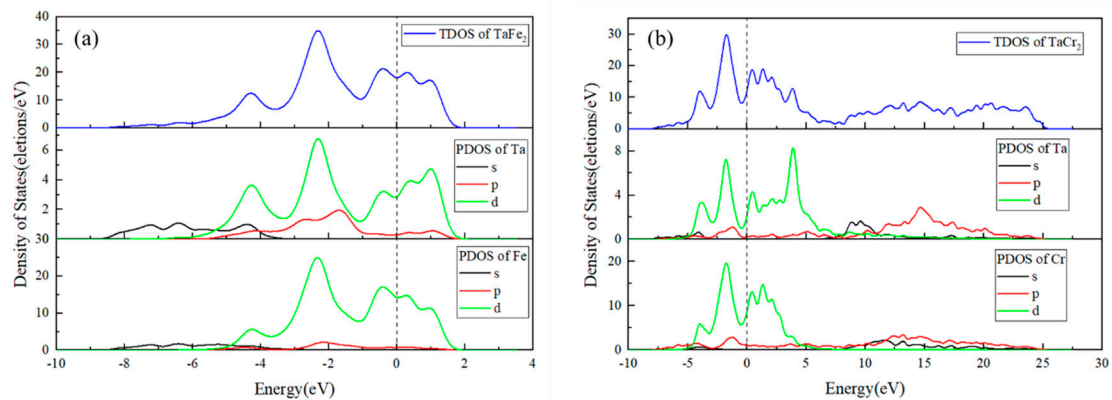 (a)
TDOS of TaFe2
40
30
20
10
0
PDOS of Ta
s
p
d
6
4
2
0
30
PDOS of Fe
s
p
d
20
10
0
-10 -8 -6 -4 -2 0 2 4
Energy(eV)
Density of States(eletions/eV)
(b)
TDOS of TaCr2
30
20
10
0
PDOS of Ta
s
p
d
8
4
0
PDOS of Cr
s
p
d
20
10
0
-10 -5 0 5 10 15 20 25 30
Energy(eV)
Density of States(eletions/eV)